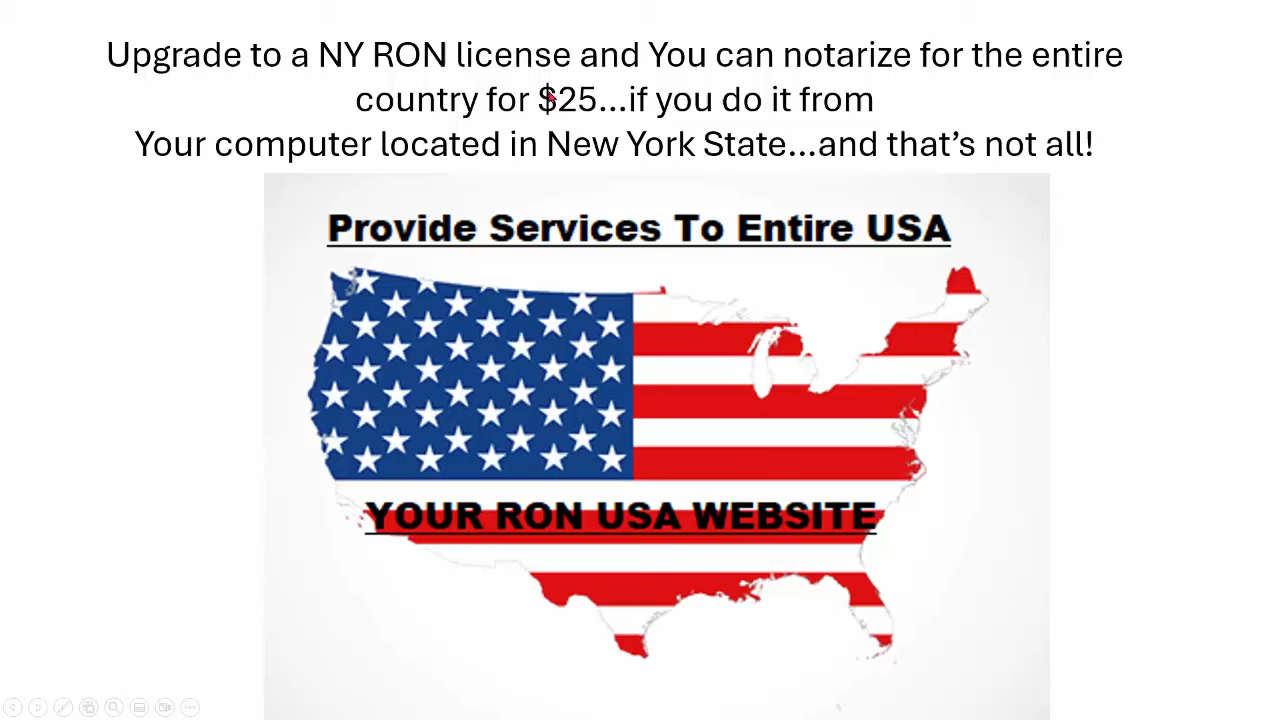 Upgrade to a NY RON license and You can notarize for the entire
country for $25...if you do it from
Your computer located in New York State...and that's not all!
Provide Services To Entire USA
YOUR RON USA WEBSITE